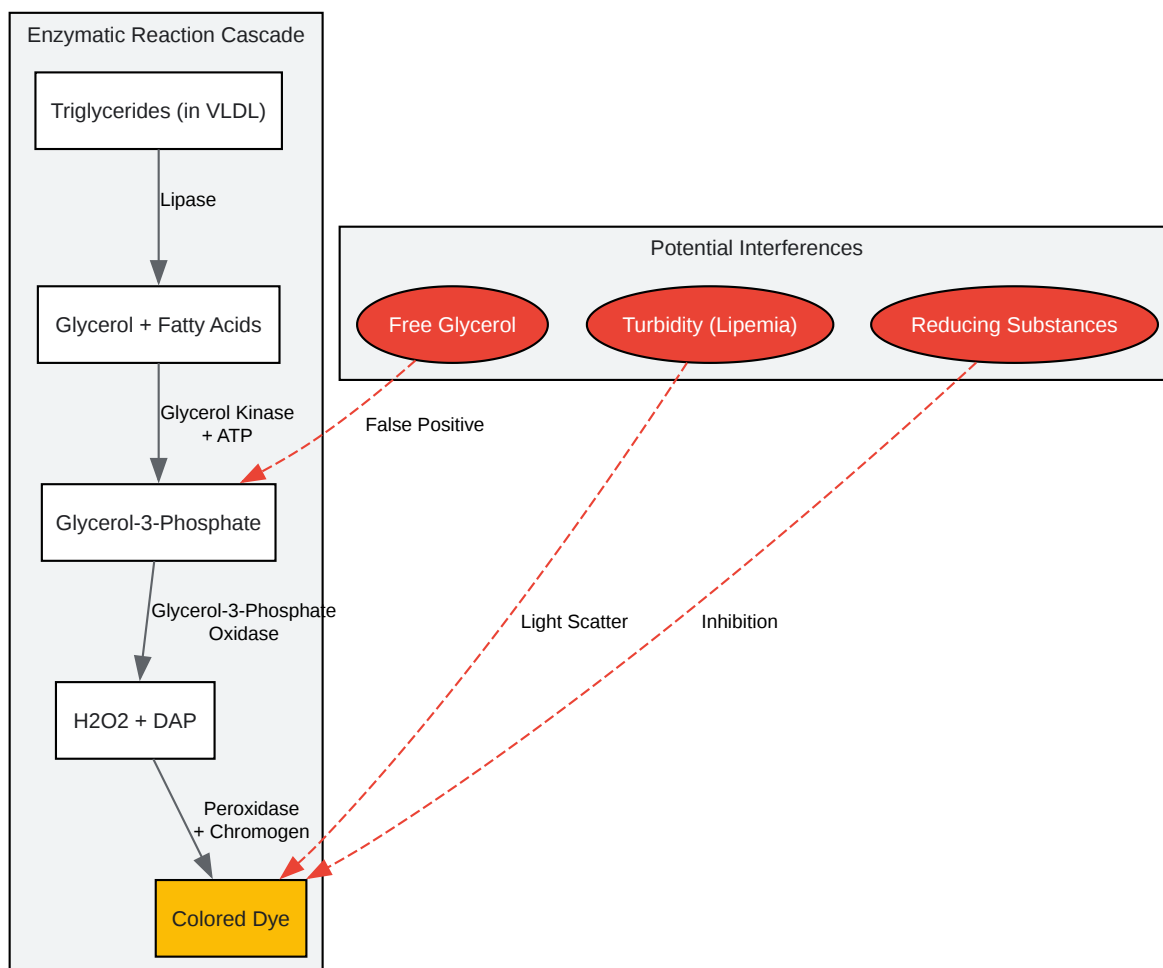 Enzymatic Reaction Cascade
Triglycerides (in VLDL)
Lipase
Glycerol + Fatty Acids
Glycerol Kinase
+ ATP
Glycerol-3-Phosphate
Glycerol-3-Phosphate
Oxidase
H2O2 + DAP
Peroxidase
+ Chromogen
Colored Dye
Potential Interferences
Free Glycerol
Turbidity (Lipemia)
Reducing Substances
False Positive
Light Scatter
Inhibition